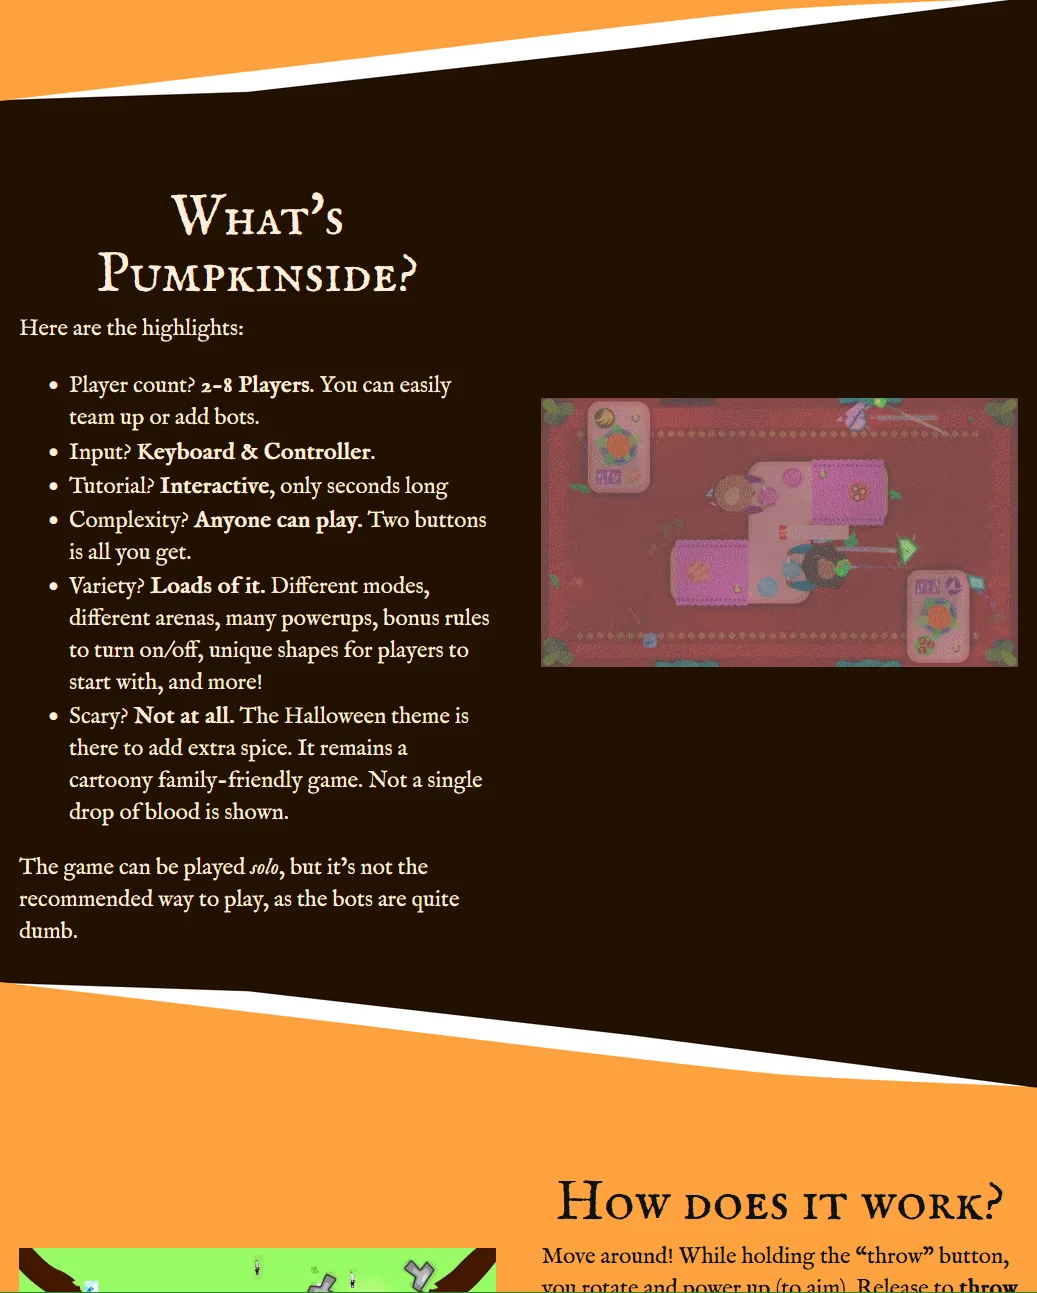 What's
Pumpkinside?
Here are the highlights:
• Player count? 2-8 Players. You can easily
team up or add bots.
• Input? Keyboard & Controller.
• Tutorial? Interactive, only seconds long
• Complexity? Anyone can play. Two buttons
is all you get.
• Variety? Loads of it. Different modes,
different arenas, many powerups, bonus rules
to turn on/off, unique shapes for players to
start with, and more!
• Scary? Not at all. The Halloween theme is
there to add extra spice. It remains a
cartoony family-friendly game. Not a single
drop of blood is shown.
The game can be played solo, but it's not the
recommended way to play, as the bots are quite
dumb.
How does it work?
Move around! While holding the “throw” button,
you rotate and power up (to aim). Release to throw